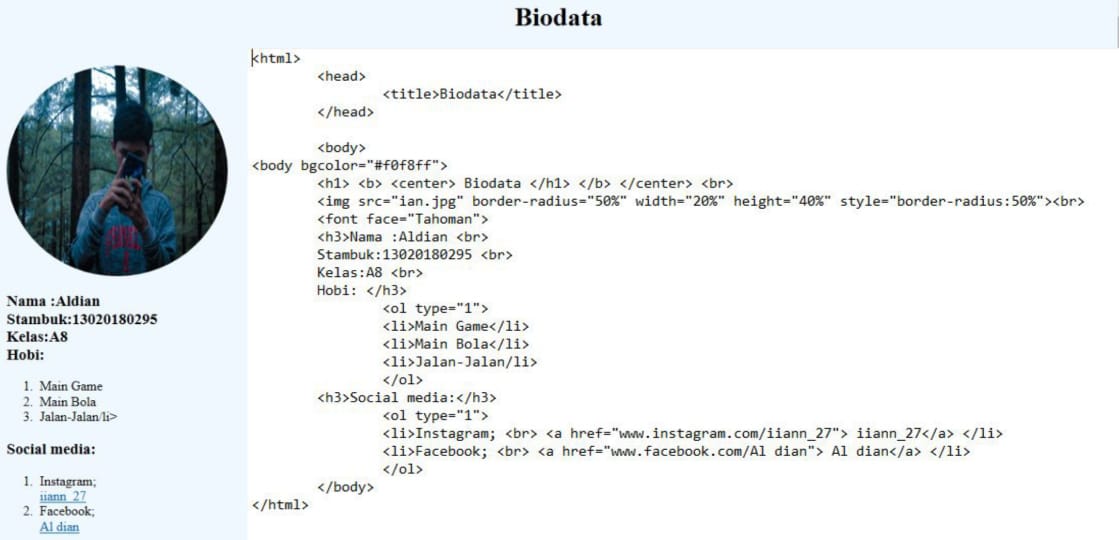 Biodata
Nama :Aldian
Stambuk:13020180295
Kelas:A8
Hobi:
1. Main Game
2. Main Bola
3. Jalan-Jalan/li>
Social media:
1. Instagram;
iiann_27
2. Facebook;
Al dian
<html>
<head>
<title>Biodata</title>
</head>
<body>
<body bgcolor="#f0f8ff">
<h1> <b> <center> Biodata </h1> </b> </center> <br>
<img src="ian.jpg" border-radius="50%" width="20%" height="40%" style="border-radius:50%"><br>
<font face="Tahoman">
<h3>Nama :Aldian <br>
Stambuk:13020180295 <br>
Kelas:A8 <br>
Hobi: </h3>
<ol type="1">
<li>Main Game</li>
<li>Main Bola</li>
<li>Jalan-Jalan/li>
</ol>
<h3>Social media:</h3>
<ol type="1">
<li>Instagram; <br> <a href="www.instagram.com/iiann_27"> iiann_27</a> </li>
<li>Facebook; <br> <a href="www.facebook.com/Al dian"> Al dian</a> </li>
</ol>
</body>
</html>